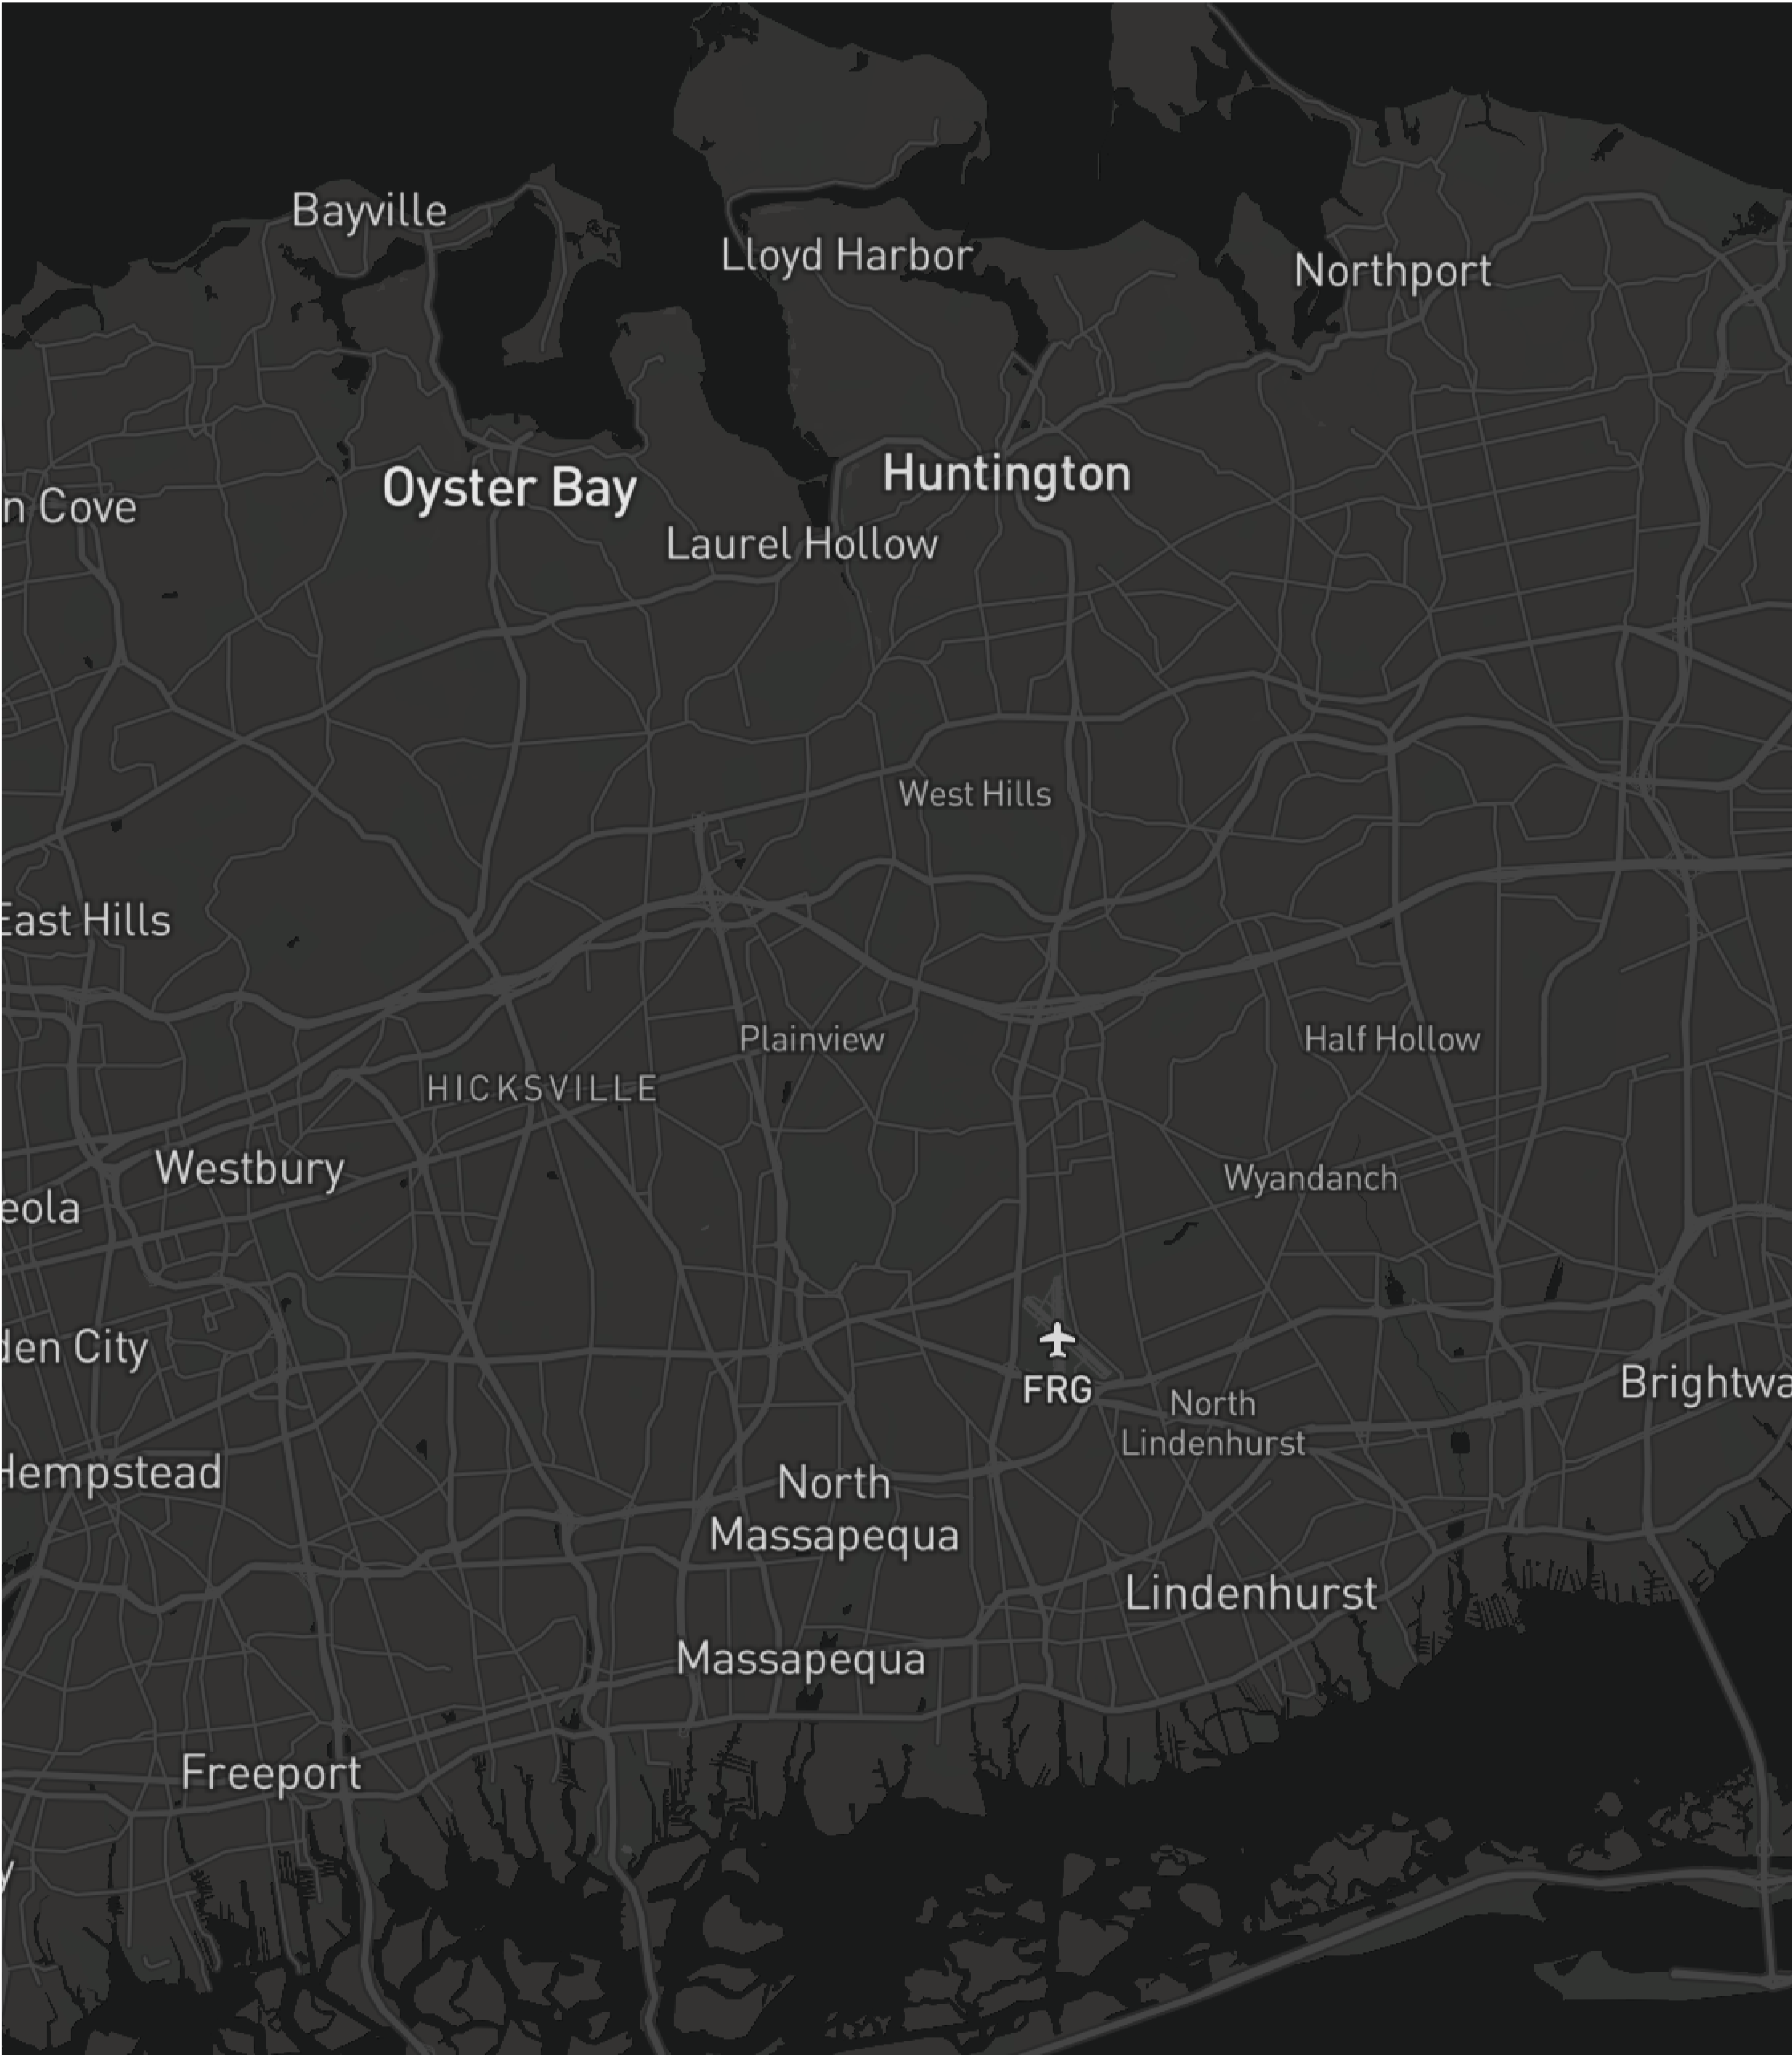 Bayville
Lloyd Harbor
Northport
Huntington
Oyster Bay
n Cove
Laurel Hollow
West Hills
East Hills
Plainview
Half Hollow
HICKSVILLE
Westbury
Wyandanch
eola
den City
FRG
Brightwa
North
Lindenhurst
Hempstead
North
Massapequa
Lindenhurst
Massapequa
Freeport
y